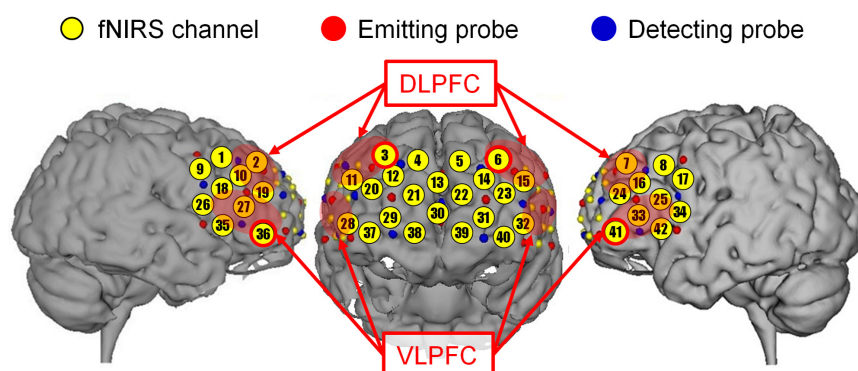 fNIRS channel Emitting probe Detecting probe
DLPFC
1 2 9 10 18 19 26 27 35 36
3 4 5 6 11 12 13 14 15 20 21 22 23 28 29 30 31 32 37 38 39 40
7 8 16 17 24 25 33 34 41 42
VLPFC